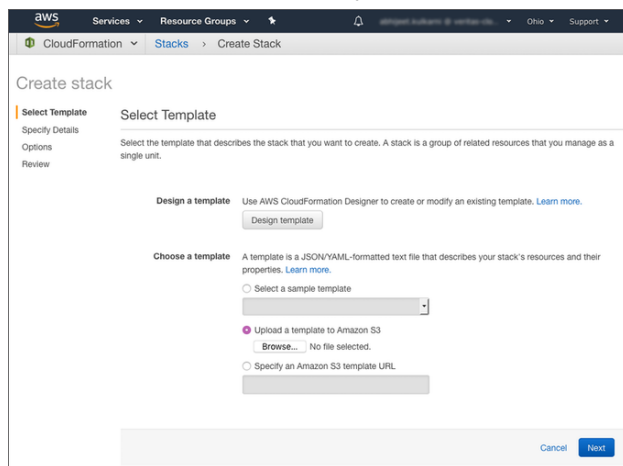 aws Services Resource Groups Ohio Support
CloudFormation Stacks › Create Stack
Create stack
Select Template
Specify Details
Options
Review
Select Template
Select the template that describes the stack that you want to create. A stack is a group of related resources that you manage as a
single unit.
Design a template Use AWS CloudFormation Designer to create or modify an existing template. Learn more.
Design template
Choose a template A template is a JSON/YAML-formatted text file that describes your stack's resources and their
properties. Learn more.
Select a sample template
Upload a template to Amazon S3
Browse... No file selected.
Specify an Amazon S3 template URL
Cancel Next